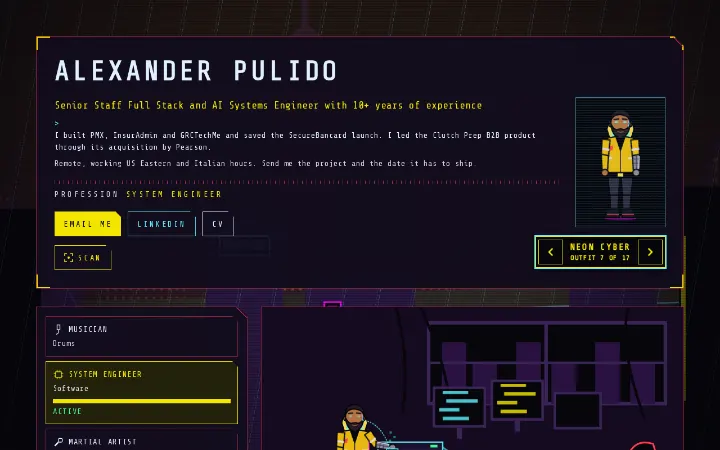 ALEXANDER PULIDO
Senior Staff Full Stack and AI Systems Engineer with 10+ years of experience
>
I built PMX, InsurAdmin and GRCTechMe and saved the SecureBancard launch. I led the Clutch Prep B2B product
through its acquisition by Pearson.
Remote, working US Eastern and Italian hours. Send me the project and the date it has to ship.
PROFESSION SYSTEM ENGINEER
EMAIL ME
LINKEDIN
CV
SCAN
NEON CYBER
OUTFIT 7 OF 17
MUSICIAN
Drums
SYSTEM ENGINEER
Software
ACTIVE
MARTIAL ARTIST